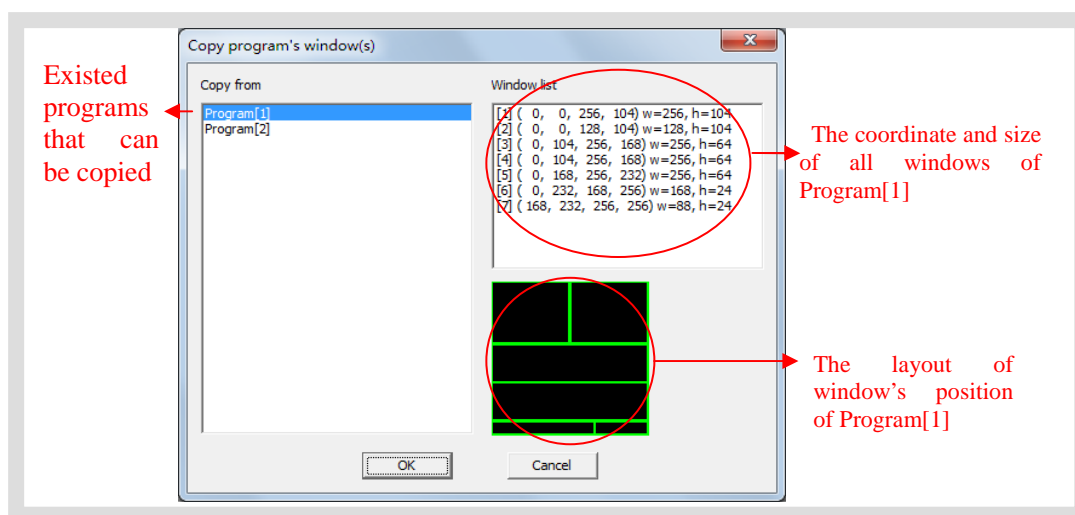 Copy program's window(s)
Existed
programs
that can
be copied
Copy from
Program[1]
Program[2]
Window list
[1] ( 0, 0, 256, 104) w=256, h=104
[2] ( 0, 0, 128, 104) w=128, h=104
[3] ( 0, 104, 256, 168) w=256, h=64
[4] ( 0, 104, 256, 168) w=256, h=64
[5] ( 0, 168, 256, 232) w=256, h=64
[6] ( 0, 232, 168, 256) w=168, h=24
[7] ( 168, 232, 256, 256) w=88, h=24
The coordinate and size
of all windows of
Program[1]
The layout of
window's position
of Program[1]
OK
Cancel